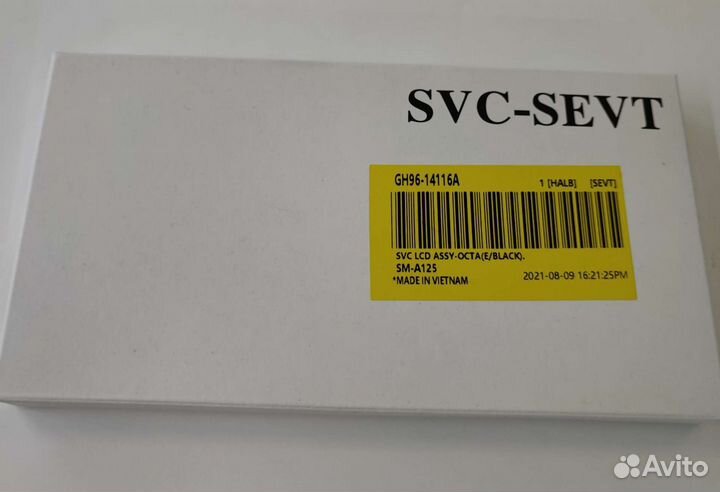 SVC-SEVT
GH96-14116A 1 [HALB] [SEVT]
SVC LCD ASSY-OCTA(E/BLACK).
SM-A125
*MADE IN VIETNAM 2021-08-09 16:21:25PM
Avito